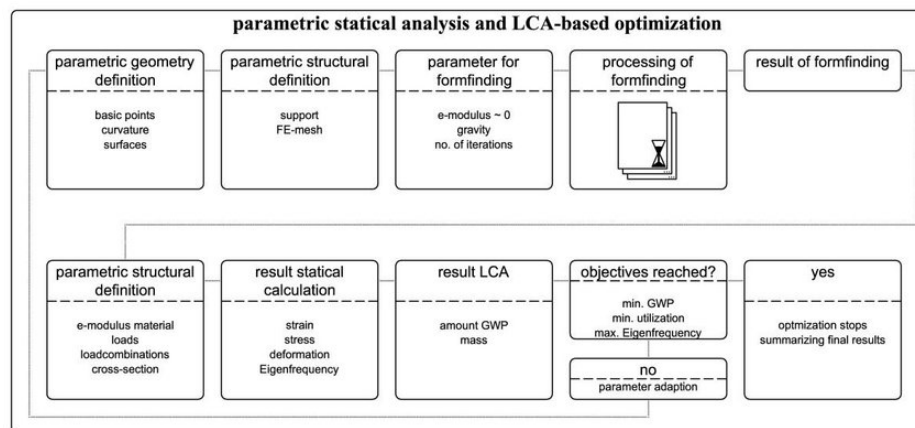 parametric statical analysis and LCA-based optimization
parametric geometry
definition
basic points
curvature
surfaces
parametric structural
definition
support
FE-mesh
parameter for
formfinding
e-modulus ~ 0
gravity
no. of iterations
processing of
formfinding
result of formfinding
parametric structural
definition
e-modulus material
loads
loadcombinations
cross-section
result statical
calculation
strain
stress
deformation
Eigenfrequency
result LCA
amount GWP
mass
objectives reached?
min. GWP
min. utilization
max. Eigenfrequency
no
parameter adaption
yes
optmization stops
summarizing final results